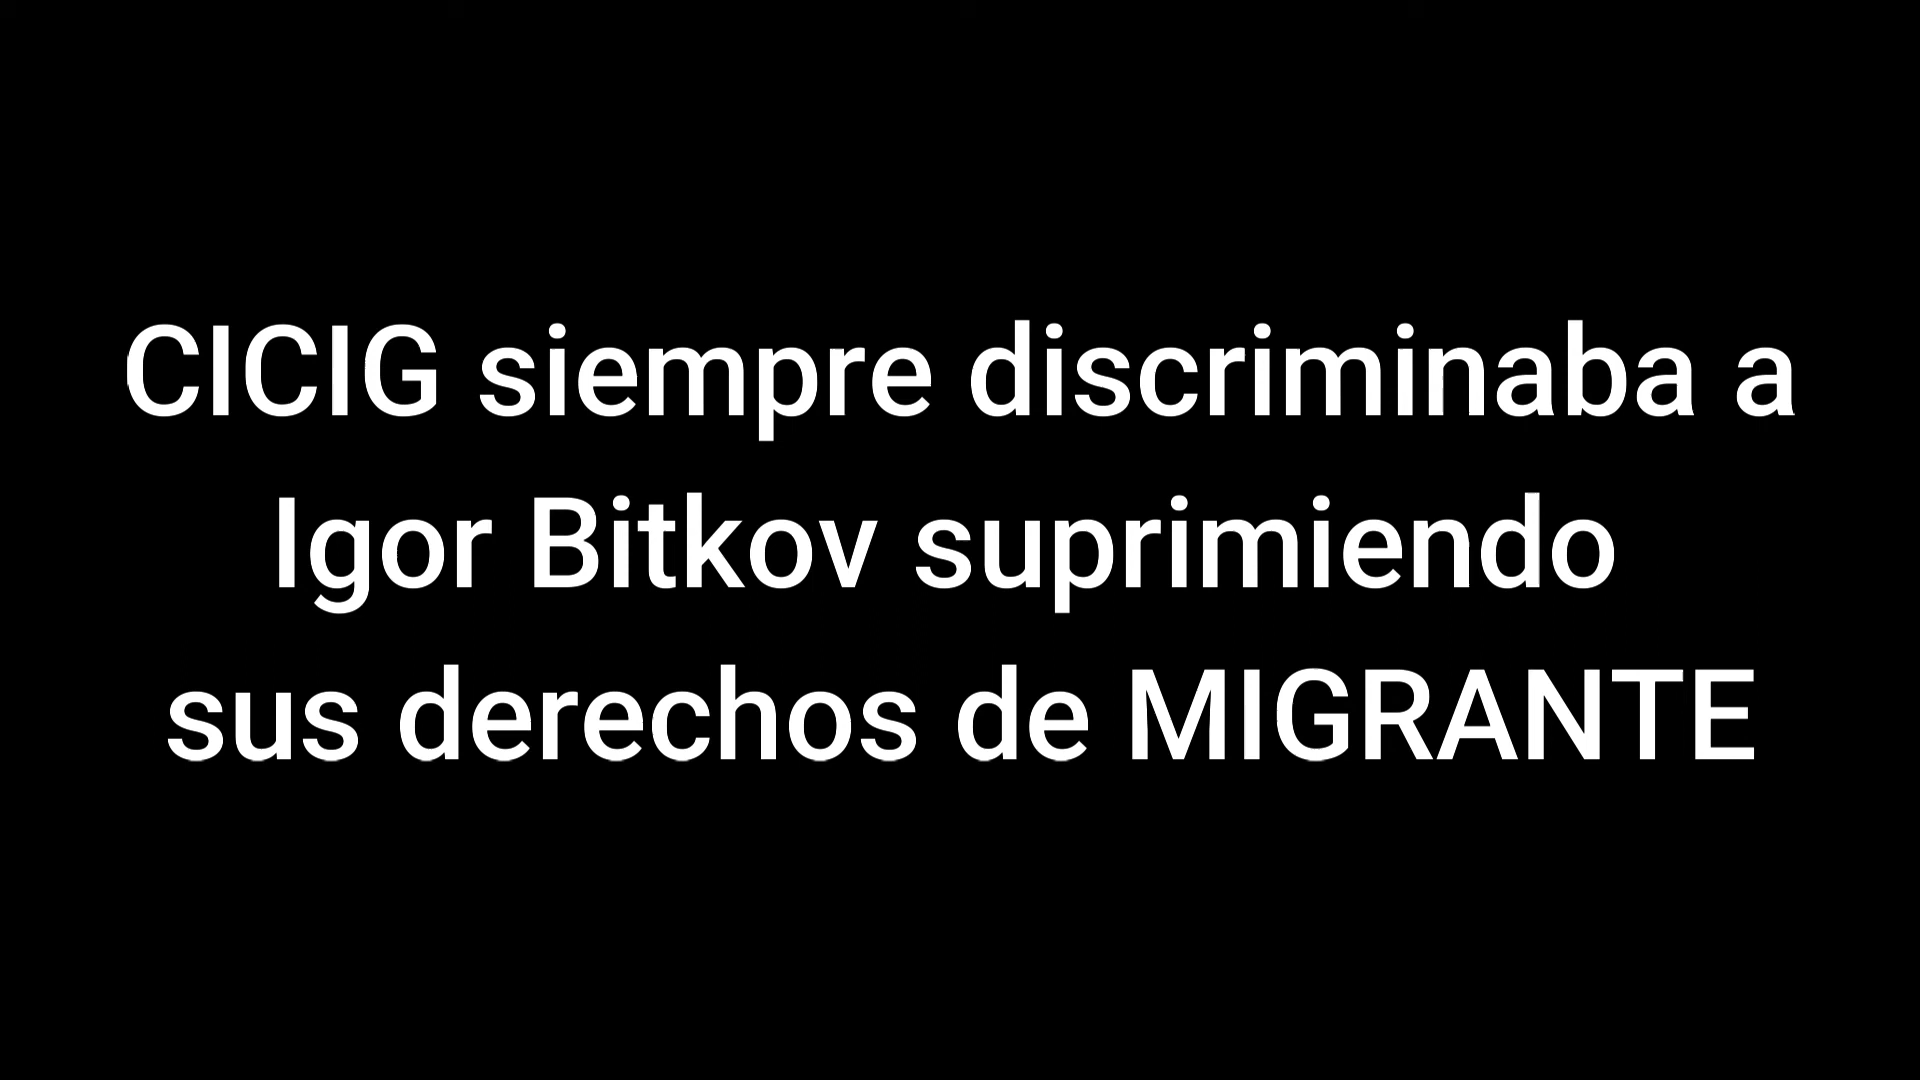 CICIG siempre discriminaba a
Igor Bitkov suprimiendo
sus derechos de MIGRANTE